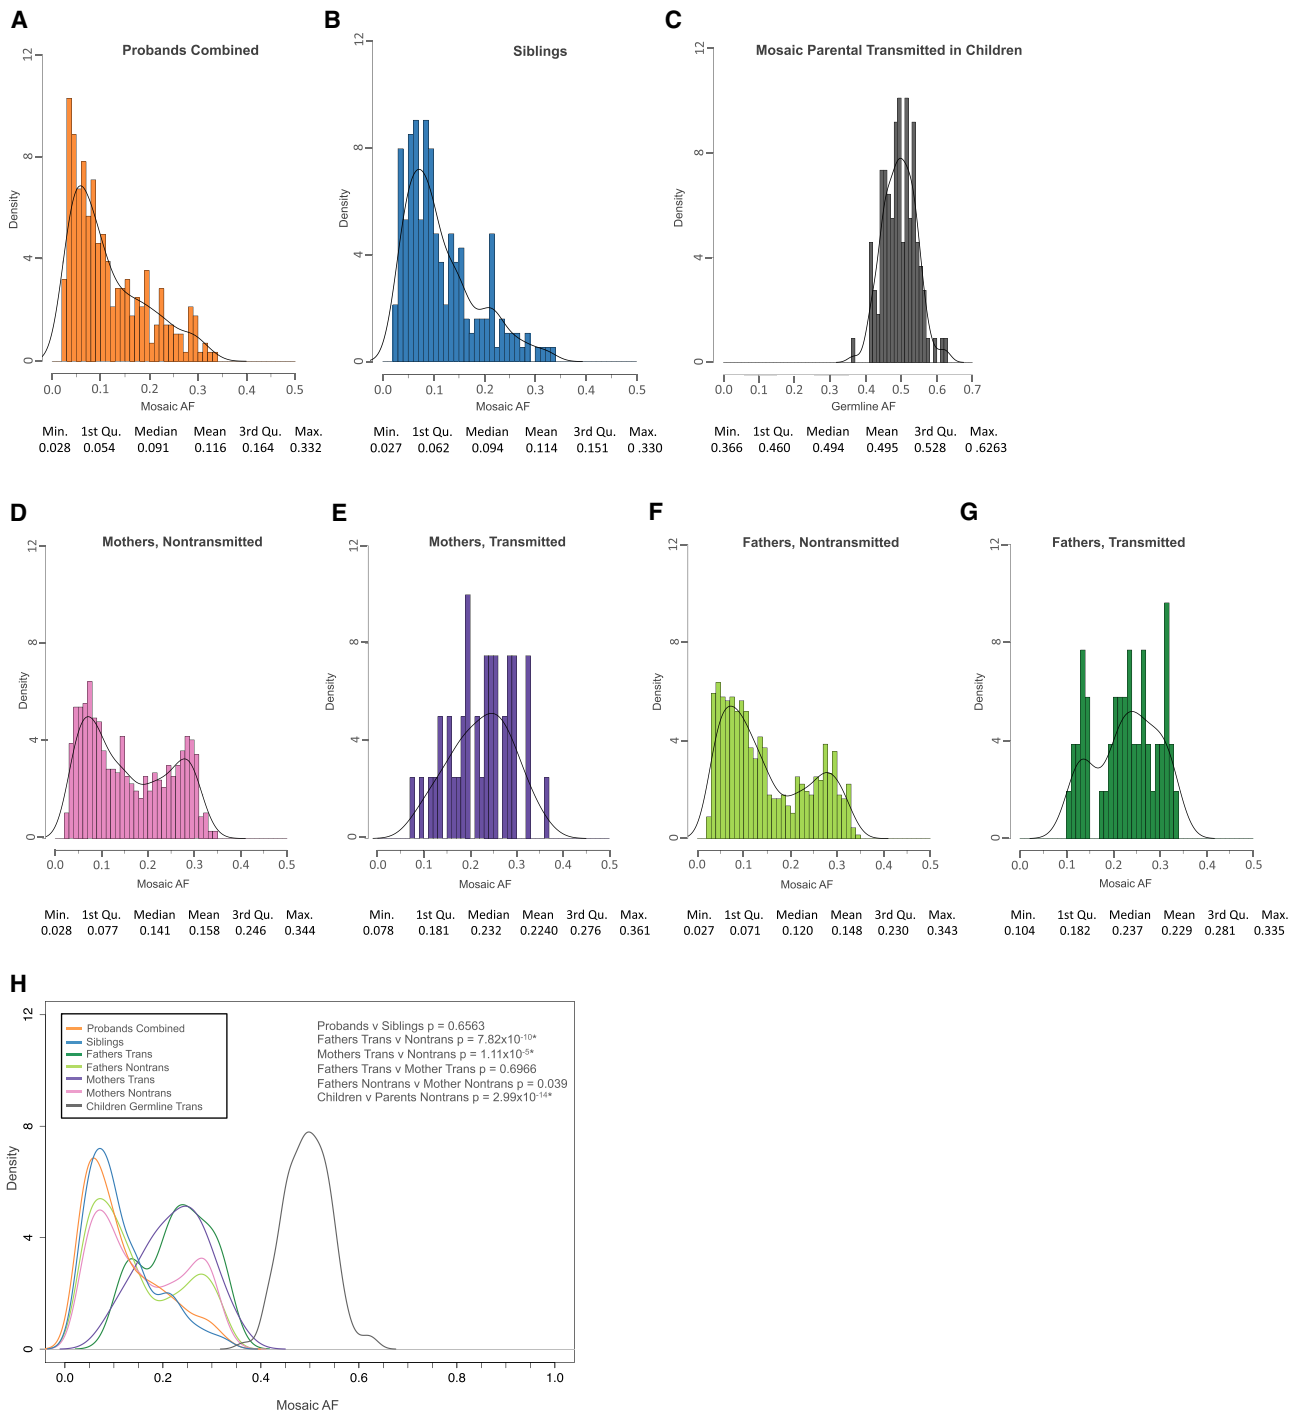 A
B
C
Probands Combined
Siblings
Mosaic Parental Transmitted in Children
Density
12
8
4
0
0.0 0.1 0.2 0.3 0.4 0.5
Mosaic AF
Min. 1st Qu. Median Mean 3rd Qu. Max.
0.028 0.054 0.091 0.116 0.164 0.332
Density
12
8
4
0
0.0 0.1 0.2 0.3 0.4 0.5
Mosaic AF
Min. 1st Qu. Median Mean 3rd Qu. Max.
0.027 0.062 0.094 0.114 0.151 0.330
Density
12
8
4
0
0.0 0.1 0.2 0.3 0.4 0.5 0.6 0.7
Germline AF
Min. 1st Qu. Median Mean 3rd Qu. Max.
0.366 0.460 0.494 0.495 0.528 0.6263
D
E
F
G
Mothers, Nontransmitted
Mothers, Transmitted
Fathers, Nontransmitted
Fathers, Transmitted
Density
12
8
4
0
0.0 0.1 0.2 0.3 0.4 0.5
Mosaic AF
Min. 1st Qu. Median Mean 3rd Qu. Max.
0.028 0.077 0.141 0.158 0.246 0.344
Density
12
8
4
0
0.0 0.1 0.2 0.3 0.4 0.5
Mosaic AF
Min. 1st Qu. Median Mean 3rd Qu. Max.
0.078 0.181 0.232 0.2240 0.276 0.361
Density
12
8
4
0
0.0 0.1 0.2 0.3 0.4 0.5
Mosaic AF
Min. 1st Qu. Median Mean 3rd Qu. Max.
0.027 0.071 0.120 0.148 0.230 0.343
Density
12
8
4
0
0.0 0.1 0.2 0.3 0.4 0.5
Mosaic AF
Min. 1st Qu. Median Mean 3rd Qu. Max.
0.104 0.182 0.237 0.229 0.281 0.335
H
Density
12
8
4
0
Probands Combined
Siblings
Fathers Trans
Fathers Nontrans
Mothers Trans
Mothers Nontrans
Children Germline Trans
Probands v Siblings p = 0.6563
Fathers Trans v Nontrans p = 7.82x10⁻¹⁰*
Mothers Trans v Nontrans p = 1.11x10⁻⁵*
Fathers Trans v Mother Trans p = 0.6966
Fathers Nontrans v Mother Nontrans p = 0.039
Children v Parents Nontrans p = 2.99x10⁻¹⁴*
0.0 0.2 0.4 0.6 0.8 1.0
Mosaic AF